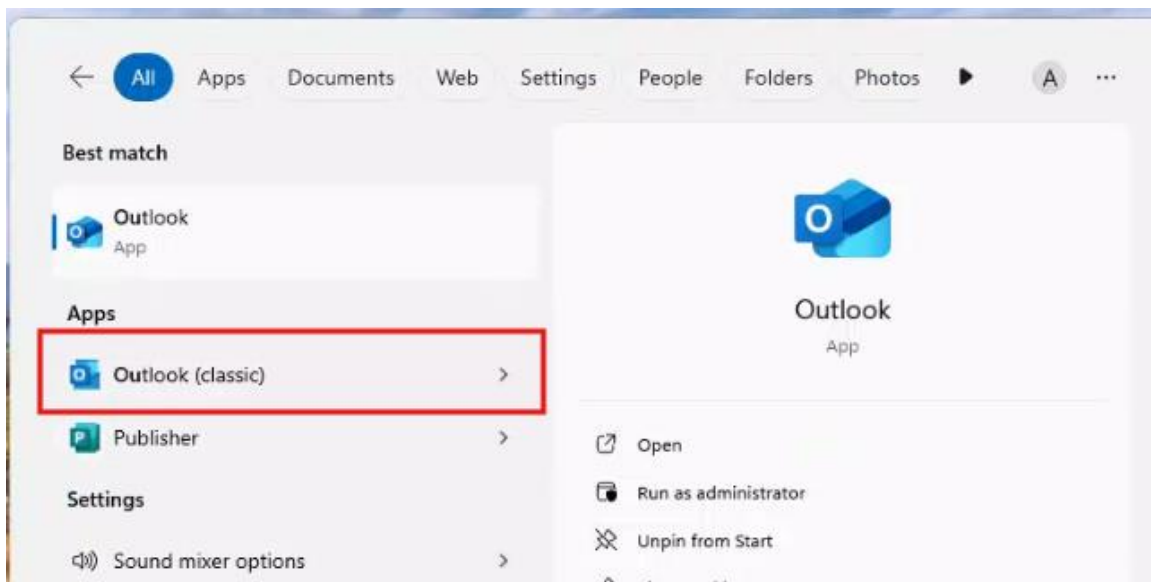 All Apps Documents Web Settings People Folders Photos A ...
Best match
Outlook
App
Apps
Outlook (classic)
Publisher
Settings
Sound mixer options
Outlook
App
Open
Run as administrator
Unpin from Start